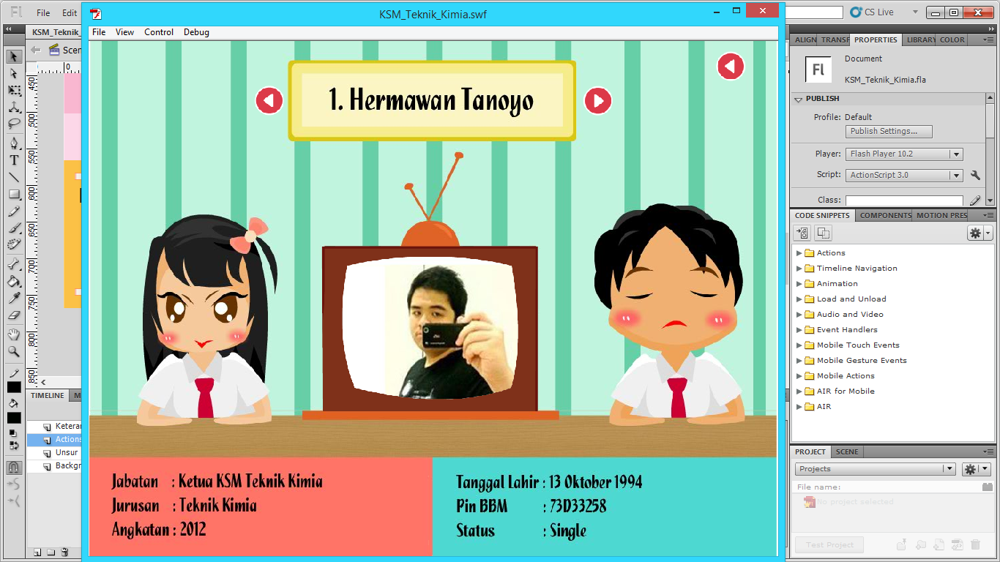 KSM_Teknik_Kimia.swf
File View Control Debug
1. Hermawan Tanoyo
Jabatan : Ketua KSM Teknik Kimia
Jurusan : Teknik Kimia
Angkatan : 2012
Tanggal Lahir : 13 Oktober 1994
Pin BBM : 73D33258
Status : Single
Fl File Edit
CS Live
KSM_Teknik_
Scen
0
450
500
550
600
650
700
750
800
850
TIMELINE M
Keterar
Actions
Unsur
Backgr
ALIGN TRANSF PROPERTIES LIBRARY COLOR
Fl
Document
KSM_Teknik_Kimia.fla
PUBLISH
Profile: Default
Publish Settings...
Player: Flash Player 10.2
Script: ActionScript 3.0
Class:
CODE SNIPPETS COMPONENTS MOTION PRES
Actions
Timeline Navigation
Animation
Load and Unload
Audio and Video
Event Handlers
Mobile Touch Events
Mobile Gesture Events
Mobile Actions
AIR for Mobile
AIR
PROJECT SCENE
Projects
File name:
No project selected
Test Project